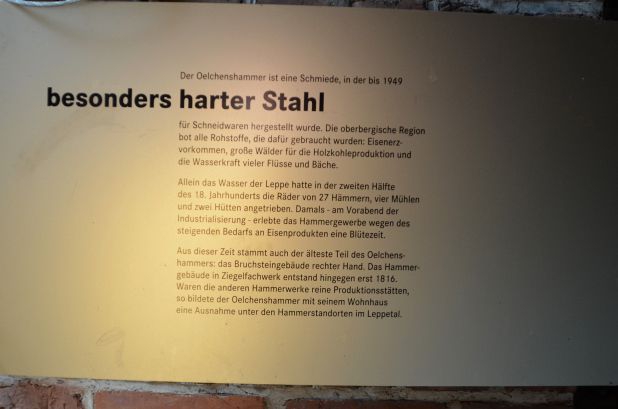 Der Oelchenshammer ist eine Schmiede, in der bis 1949
besonders harter Stahl
für Schneidwaren hergestellt wurde. Die oberbergische Region
bot alle Rohstoffe, die dafür gebraucht wurden: Eisenerz-
vorkommen, große Wälder für die Holzkohleproduktion und
die Wasserkraft vieler Flüsse und Bäche.
Allein das Wasser der Leppe hatte in der zweiten Hälfte
des 18. Jahrhunderts die Räder von 27 Hämmern, vier Mühlen
und zwei Hütten angetrieben. Damals - am Vorabend der
Industrialisierung - erlebte das Hammergewerbe wegen des
steigenden Bedarfs an Eisenprodukten eine Blütezeit.
Aus dieser Zeit stammt auch der älteste Teil des Oelchens-
hammers: das Bruchsteingebäude rechter Hand. Das Hammer-
gebäude in Ziegelfachwerk entstand hingegen erst 1816.
Waren die anderen Hammerwerke reine Produktionsstätten,
so bildete der Oelchenshammer mit seinem Wohnhaus
eine Ausnahme unter den Hammerstandorten im Leppetal.